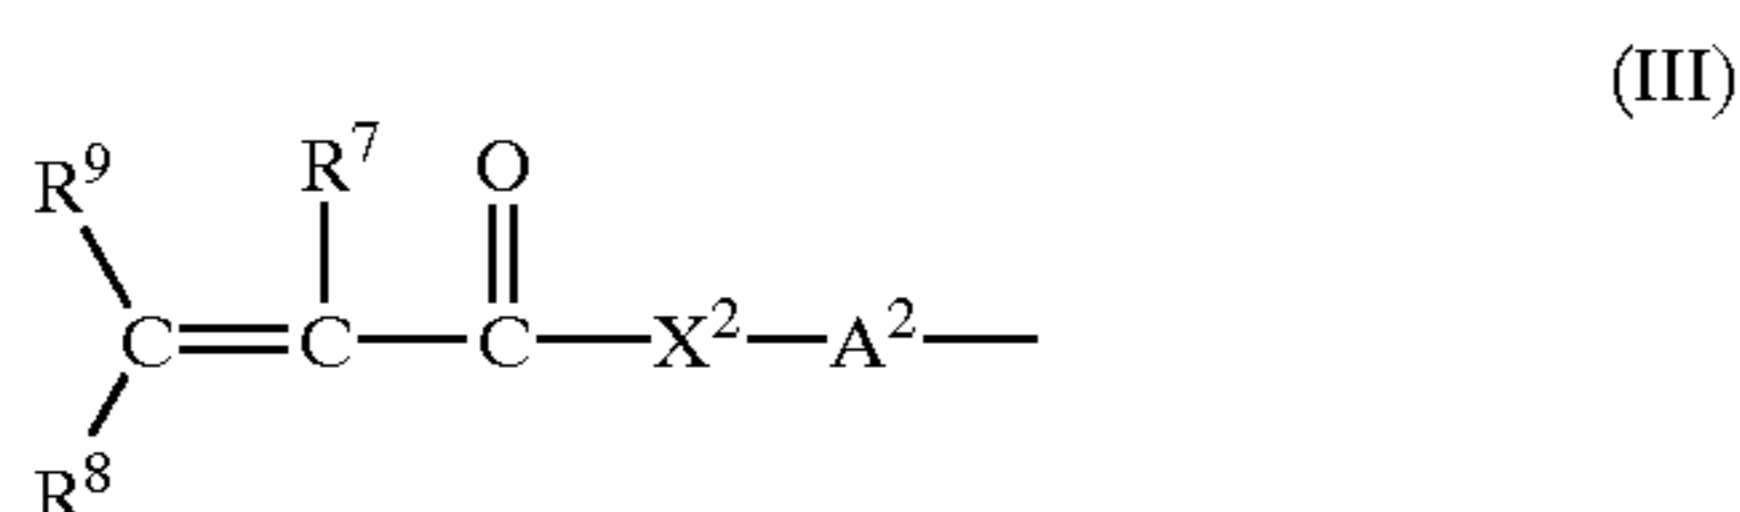 (III)
R⁹ R⁷ O
C=C—C—X²—A²—
R⁸